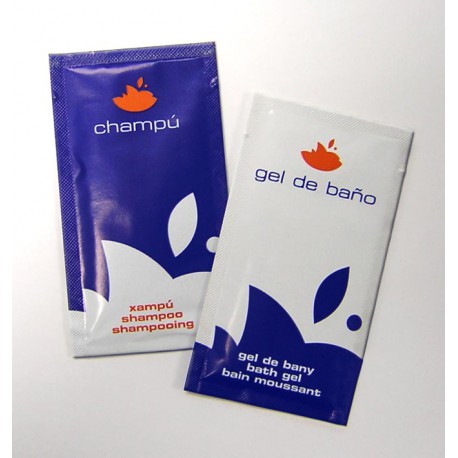 champú
xampú
shampoo
shampooing
gel de baño
gel de bany
bath gel
bain moussant